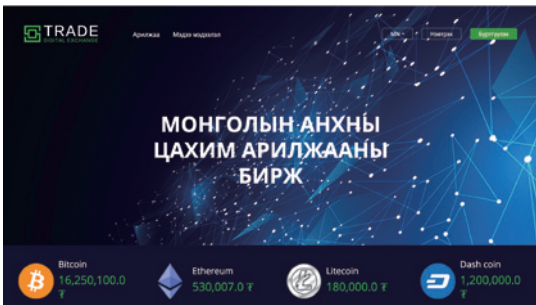 TRADE
DIGITAL EXCHANGE
Арилжаа Мэдээ мэдээлэл
MN Нэвтрэх Бүртгүүлэх
МОНГОЛЫН АНХНЫ
ЦАХИМ АРИЛЖААНЫ
БИРЖ
Bitcoin
16,250,100.0
₮
Ethereum
530,007.0 ₮
Litecoin
180,000.0 ₮
Dash coin
1,200,000.0
₮